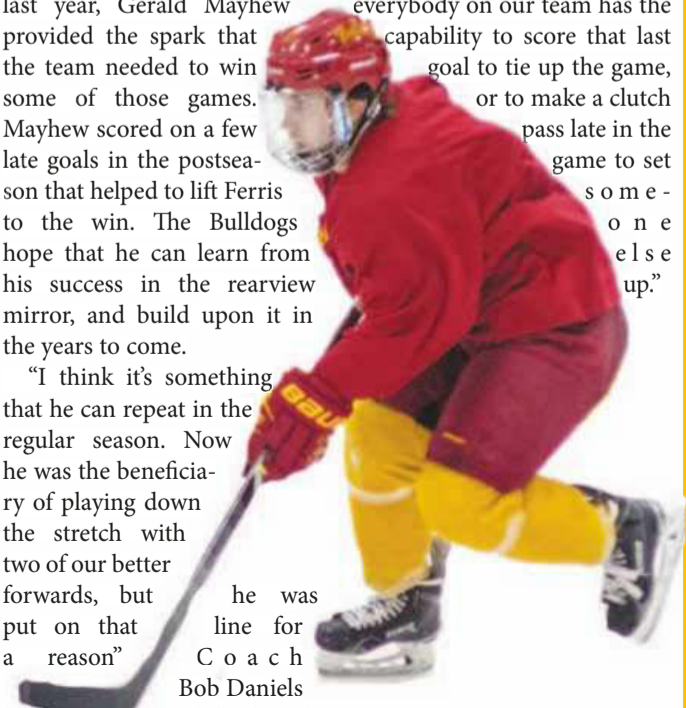 last year, Gerald Mayhew
provided the spark that
the team needed to win
some of those games.
Mayhew scored on a few
late goals in the postsea-
son that helped to lift Ferris
to the win. The Bulldogs
hope that he can learn from
his success in the rearview
mirror, and build upon it in
the years to come.
“I think it’s something
that he can repeat in the
regular season. Now
he was the beneficia-
ry of playing down
the stretch with
two of our better
forwards, but he was
put on that line for
a reason” Coach
Bob Daniels
everybody on our team has the
capability to score that last
goal to tie up the game,
or to make a clutch
pass late in the
game to set
some-
one
else
up.”
BAU